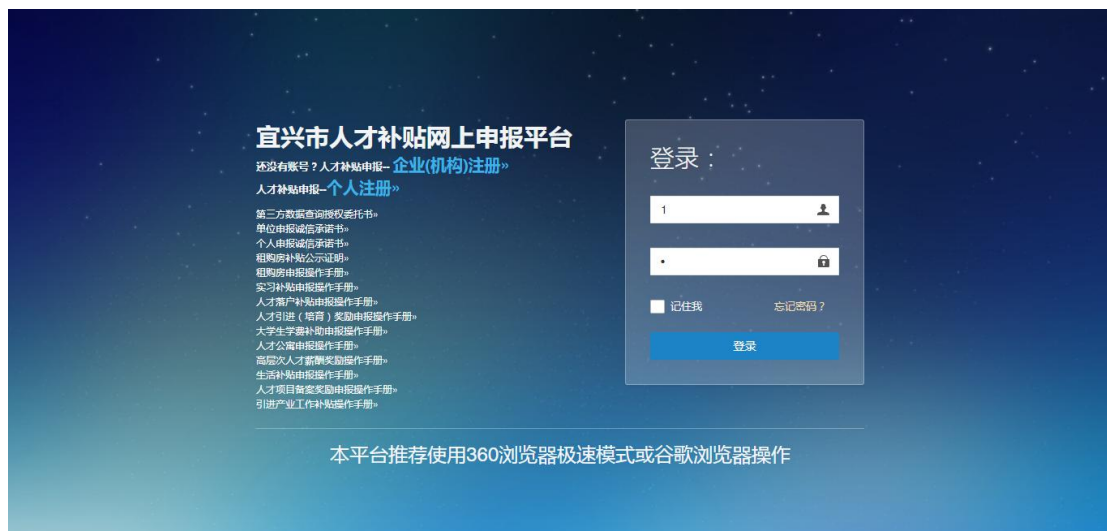 宜兴市人才补贴网上申报平台
还没有账号？人才补贴申报-- 企业(机构)注册»
人才补贴申报--个人注册»
第三方数据查询授权委托书»
单位申报诚信承诺书»
个人申报诚信承诺书»
租购房补贴公示证明»
租购房申报操作手册»
实习补贴申报操作手册»
人才落户补贴申报操作手册»
人才引进（培育）奖励申报操作手册»
大学生学费补助申报操作手册»
人才公寓申报操作手册»
高层次人才薪酬奖励操作手册»
生活补贴申报操作手册»
人才项目备案奖励申报操作手册»
引进产业工作补贴操作手册»
登录：
1
•
记住我 忘记密码？
登录
本平台推荐使用360浏览器极速模式或谷歌浏览器操作